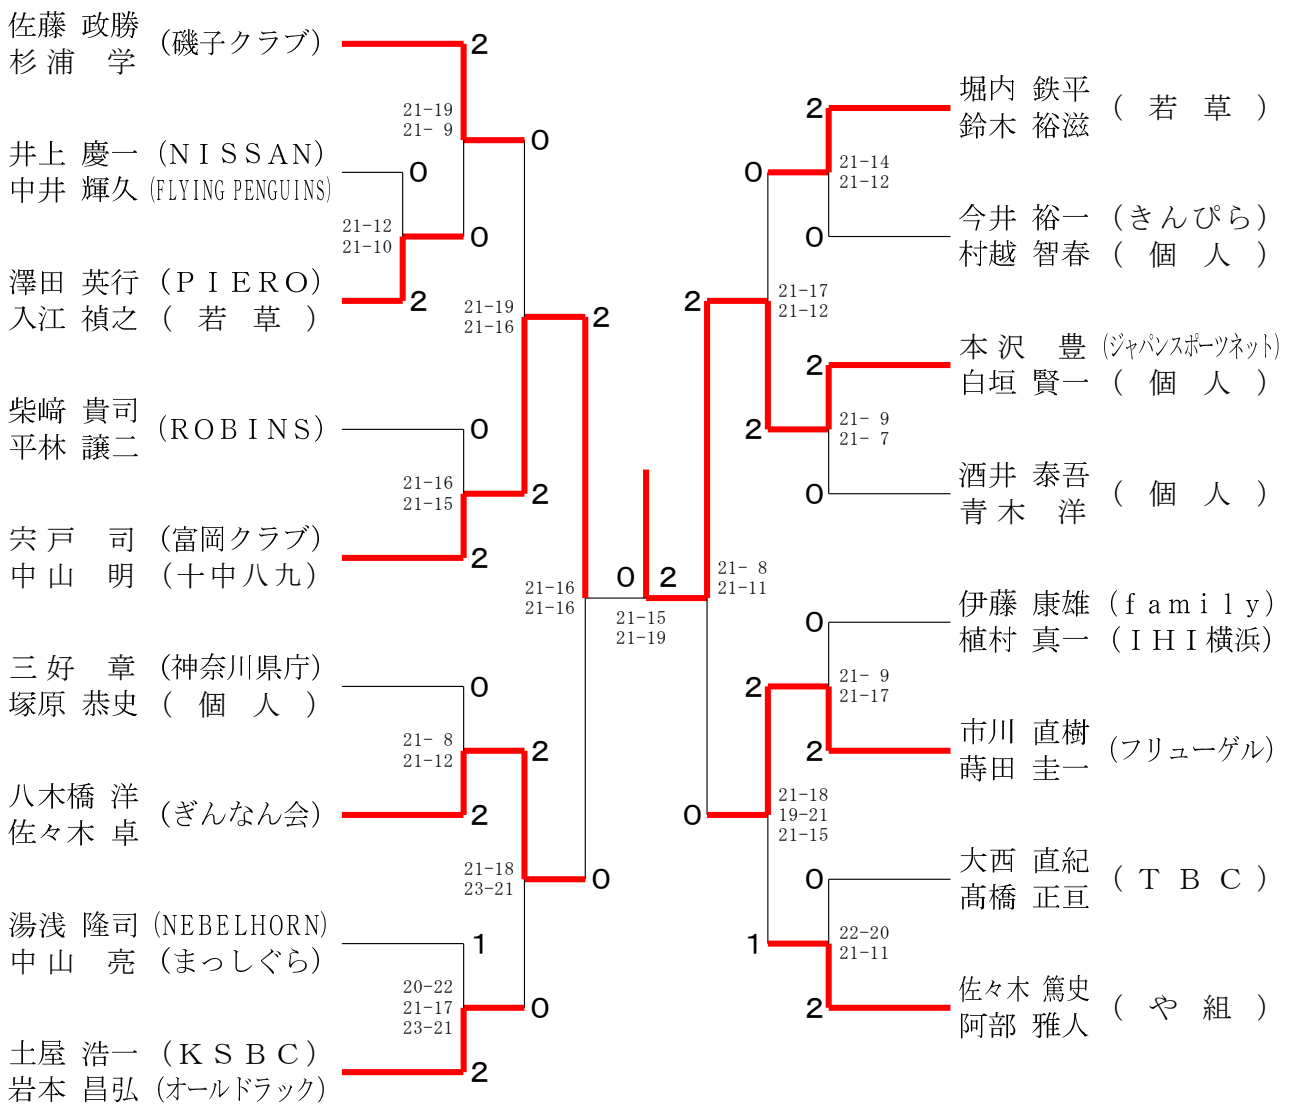 佐藤 政勝 (磯子クラブ)
杉浦 学
2
21-19
21- 9
0
井上 慶一 (NISSAN)
中井 輝久 (FLYING PENGUINS)
0
21-12
21-10
0
澤田 英行 (PIERO)
入江 禎之 ( 若 草 )
2
21-19
21-16
2
柴﨑 貴司 (ROBINS)
平林 譲二
0
21-16
21-15
2
宍戸 司 (富岡クラブ)
中山 明 (十中八九)
2
21-16
21-16
三好 章 (神奈川県庁)
塚原 恭史 ( 個 人 )
0
21- 8
21-12
2
八木橋 洋 (ぎんなん会)
佐々木 卓
2
21-18
23-21
0
湯浅 隆司 (NEBELHORN)
中山 亮 (まっしぐら)
1
20-22
21-17
23-21
0
土屋 浩一 (KSBC)
岩本 昌弘 (オールドラック)
2
0 2
21-15
21-19
堀内 鉄平 ( 若 草 )
鈴木 裕滋
2
0
21-14
21-12
今井 裕一 (きんぴら)
村越 智春 ( 個 人 )
0
2
21-17
21-12
本沢 豊 (ジャパンスポーツネット)
白垣 賢一 ( 個 人 )
2
2
21- 9
21- 7
酒井 泰吾 ( 個 人 )
青木 洋
0
21- 8
21-11
伊藤 康雄 (family)
植村 真一 (IHI横浜)
0
2
21- 9
21-17
市川 直樹 (フリューゲル)
蒔田 圭一
2
0
21-18
19-21
21-15
大西 直紀 ( TBC )
髙橋 正亘
0
1
22-20
21-11
佐々木 篤史 ( や 組 )
阿部 雅人
2